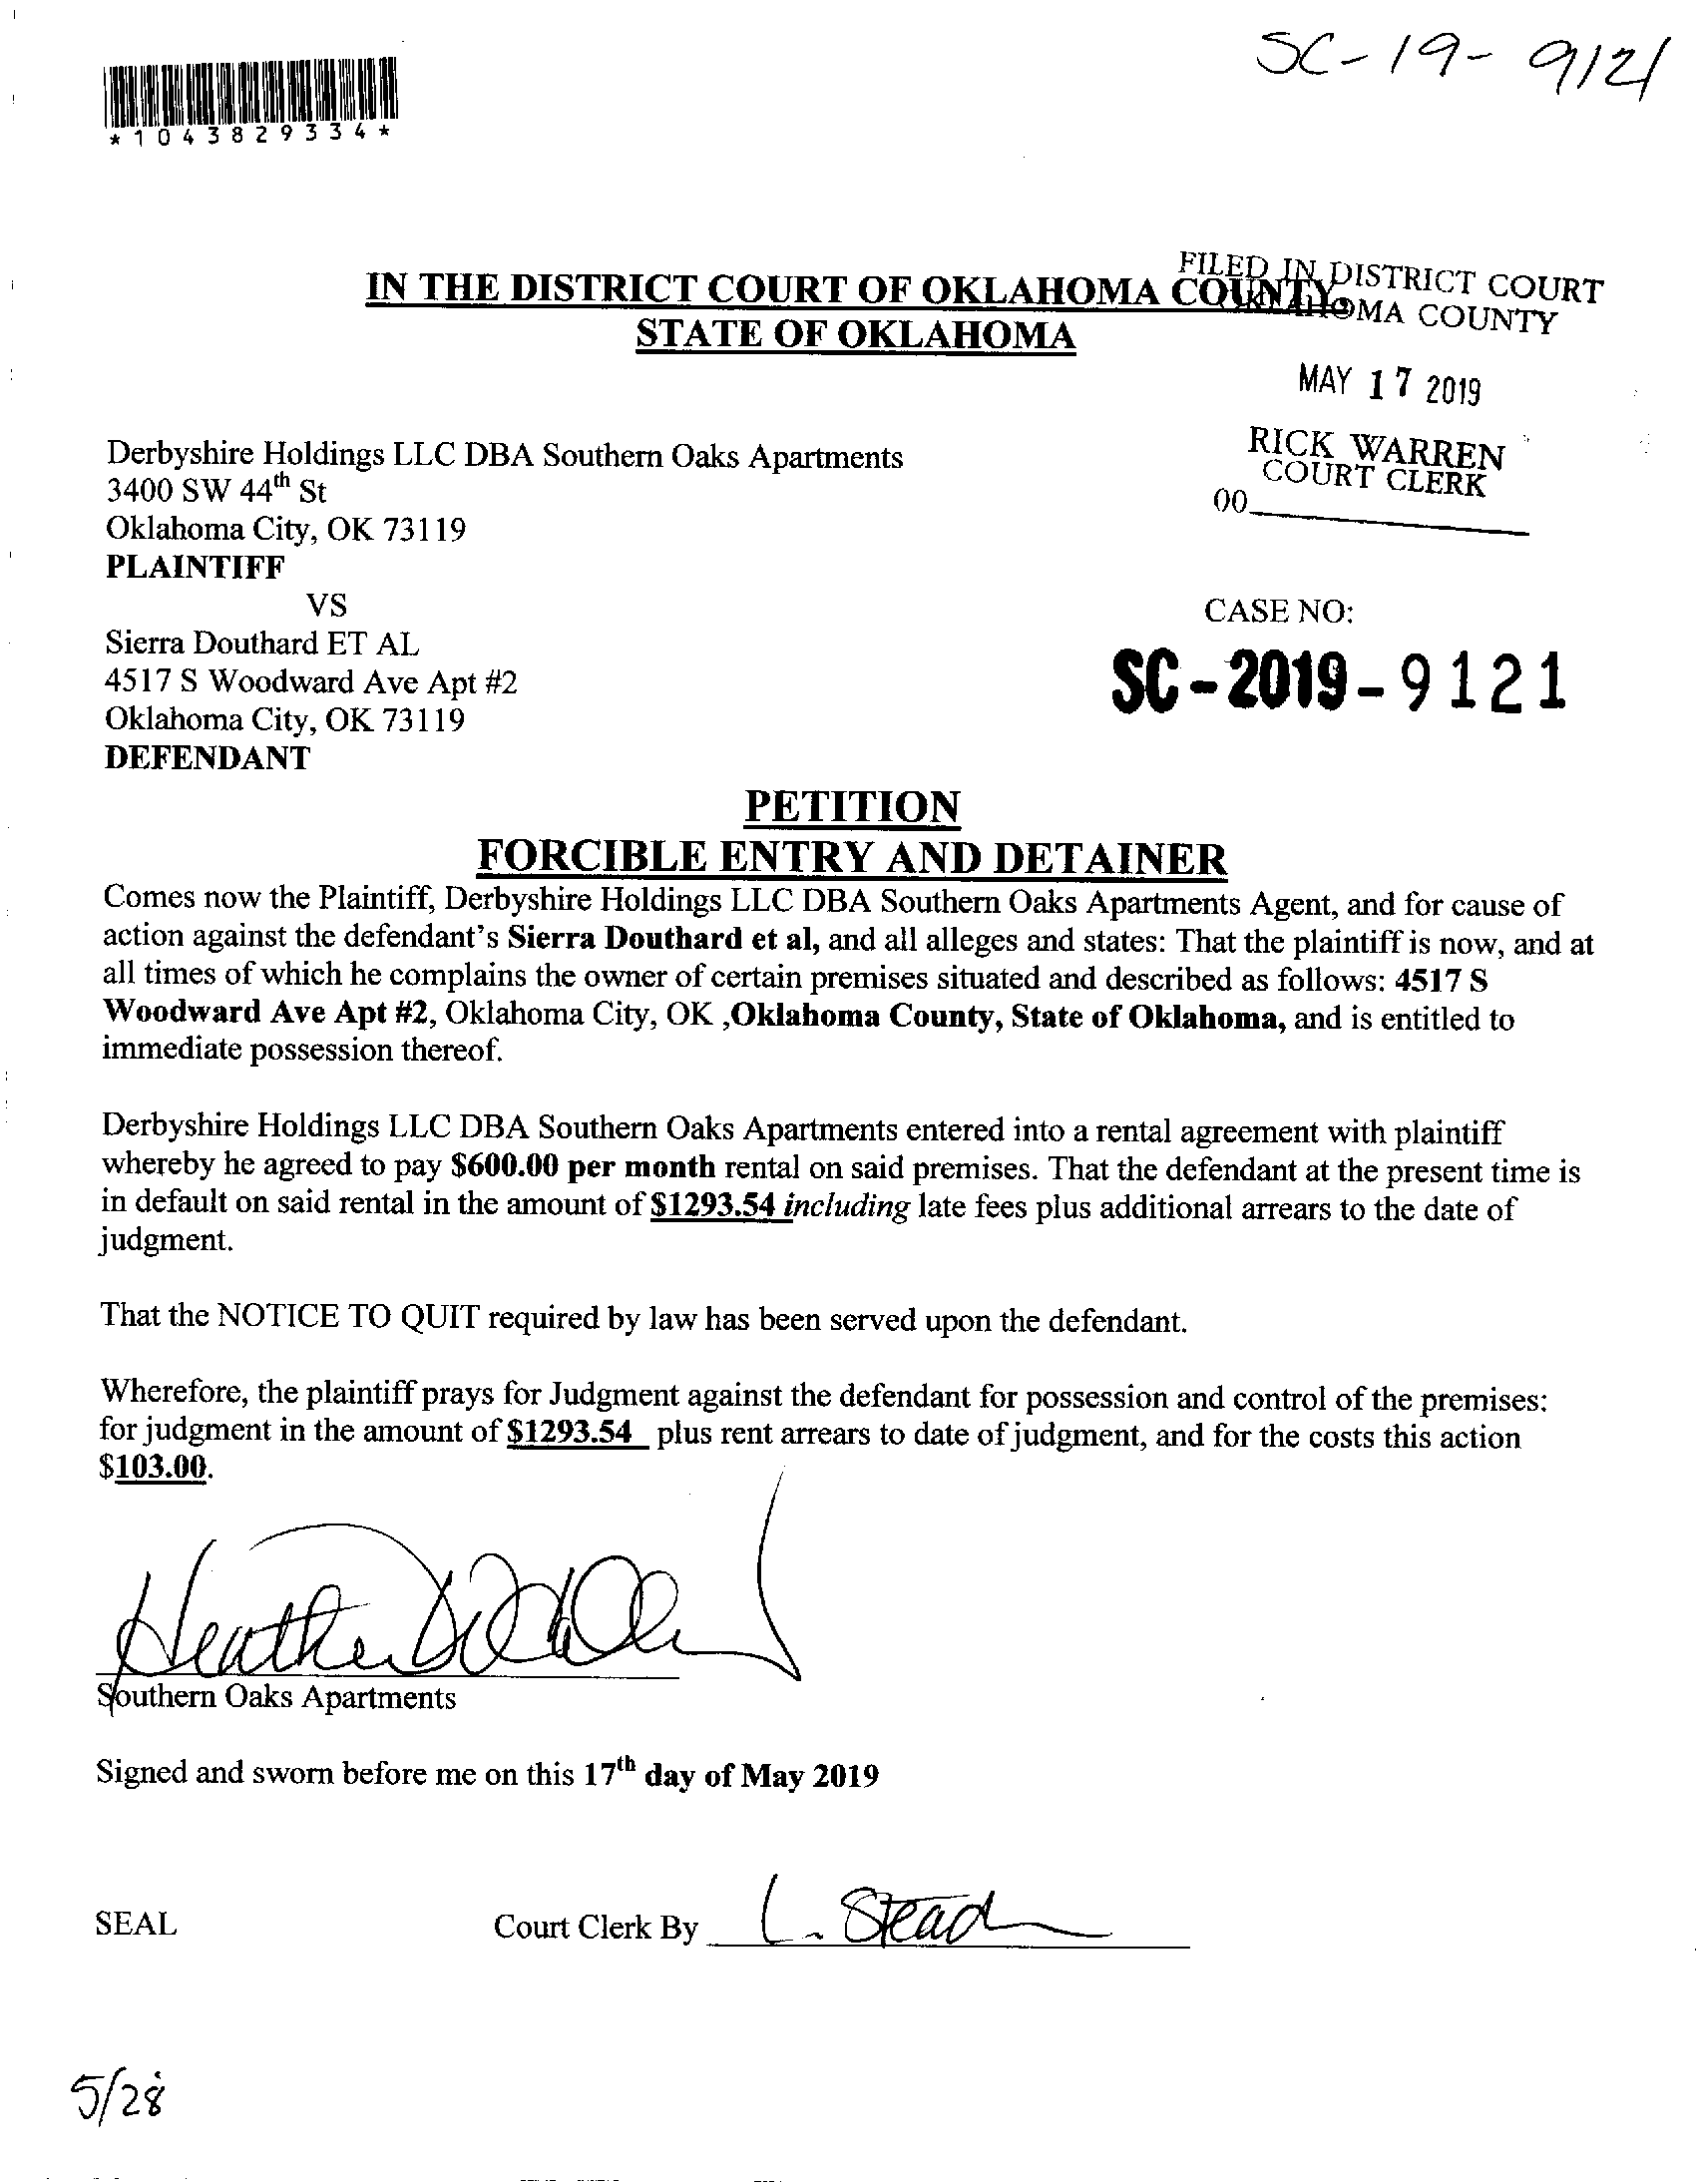 SC-19-9121
*1043829334*
IN THE DISTRICT COURT OF OKLAHOMA COUNTY
STATE OF OKLAHOMA
FILED IN DISTRICT COURT
OKLAHOMA COUNTY
MAY 17 2019
RICK WARREN
COURT CLERK
00
Derbyshire Holdings LLC DBA Southern Oaks Apartments
3400 SW 44th St
Oklahoma City, OK 73119
PLAINTIFF
VS
Sierra Douthard ET AL
4517 S Woodward Ave Apt #2
Oklahoma City, OK 73119
DEFENDANT
CASE NO:
SC-2019-9121
PETITION
FORCIBLE ENTRY AND DETAINER
Comes now the Plaintiff, Derbyshire Holdings LLC DBA Southern Oaks Apartments Agent, and for cause of
action against the defendant's Sierra Douthard et al, and all alleges and states: That the plaintiff is now, and at
all times of which he complains the owner of certain premises situated and described as follows: 4517 S
Woodward Ave Apt #2, Oklahoma City, OK ,Oklahoma County, State of Oklahoma, and is entitled to
immediate possession thereof.
Derbyshire Holdings LLC DBA Southern Oaks Apartments entered into a rental agreement with plaintiff
whereby he agreed to pay $600.00 per month rental on said premises. That the defendant at the present time is
in default on said rental in the amount of $1293.54 including late fees plus additional arrears to the date of
judgment.
That the NOTICE TO QUIT required by law has been served upon the defendant.
Wherefore, the plaintiff prays for Judgment against the defendant for possession and control of the premises:
for judgment in the amount of $1293.54 plus rent arrears to date of judgment, and for the costs this action
$103.00.
Heather
Southern Oaks Apartments
Signed and sworn before me on this 17th day of May 2019
SEAL
Court Clerk By L. Stead
5/28